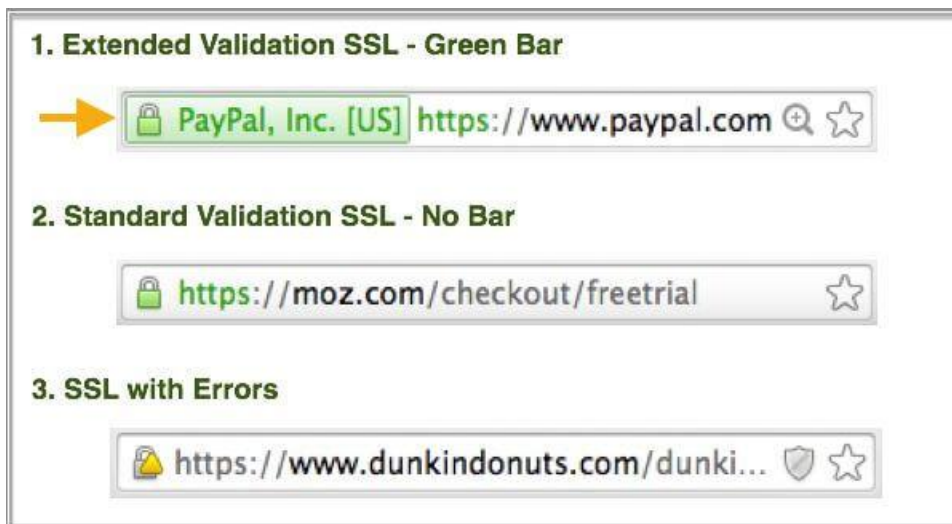 1. Extended Validation SSL - Green Bar
PayPal, Inc. [US] https://www.paypal.com
2. Standard Validation SSL - No Bar
https://moz.com/checkout/freetrial
3. SSL with Errors
https://www.dunkindonuts.com/dunki...